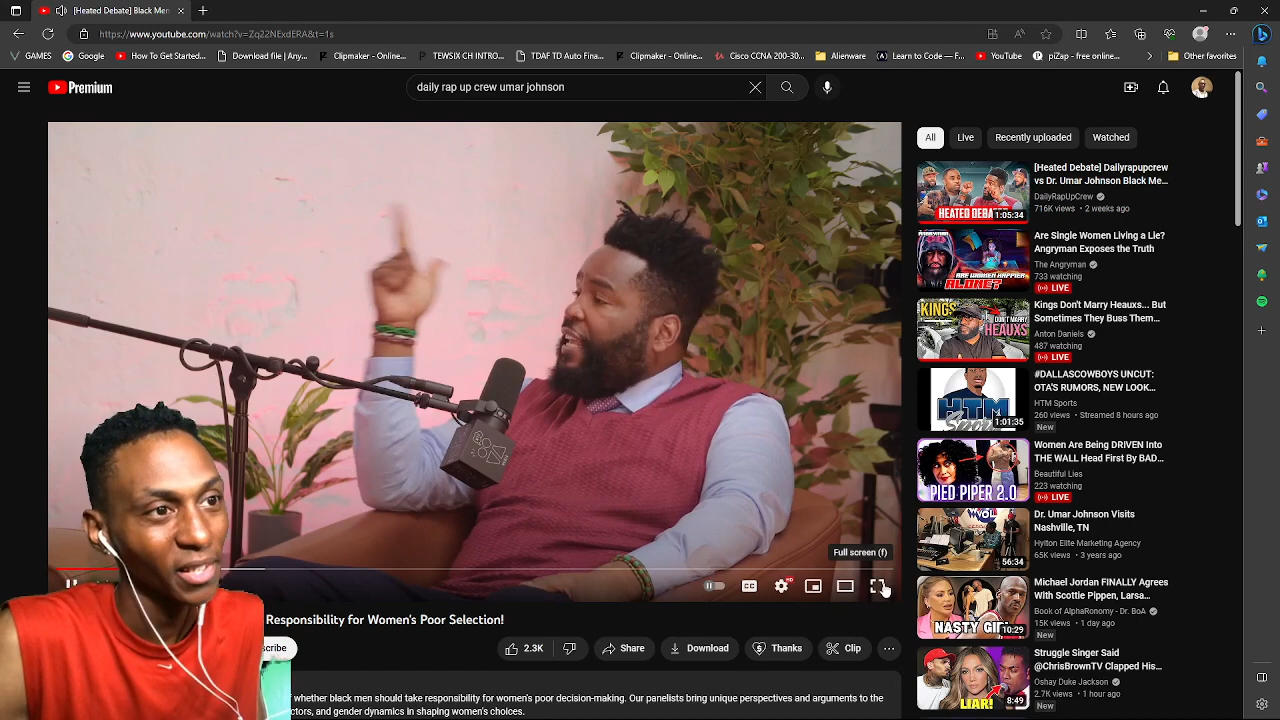 [Heated Debate] Black Men
https://www.youtube.com/watch?v=Zq22NExdERA&t=1s
GAMES
Google
How To Get Started...
Download file | Any...
Clipmaker - Online...
TEWSIX CH INTRO...
TDAF TD Auto Fina...
Clipmaker - Online...
Cisco CCNA 200-30...
Alienware
Learn to Code — F...
YouTube
piZap - free online...
Other favorites
Premium
daily rap up crew umar johnson
All
Live
Recently uploaded
Watched
HEATED DEBA
1:05:34
[Heated Debate] Dailyrapupcrew
vs Dr. Umar Johnson Black Me...
DailyRapUpCrew
716K views • 2 weeks ago
ANGRYMAN
ARE WOMEN HAPPIER
ALONE?
Are Single Women Living a Lie?
Angryman Exposes the Truth
The Angryman
733 watching
LIVE
KINGS
DON'T MARRY
HEAUXS...
Kings Don't Marry Heauxs... But
Sometimes They Buss Them...
Anton Daniels
487 watching
LIVE
HTM
1:01:35
#DALLASCOWBOYS UNCUT:
OTA'S RUMORS, NEW LOOK...
HTM Sports
260 views • Streamed 8 hours ago
New
PIED PIPER 2.0
Women Are Being DRIVEN Into
THE WALL Head First By BAD...
Beautiful Lies
223 watching
LIVE
WVOL
56:34
Dr. Umar Johnson Visits
Nashville, TN
Hylton Elite Marketing Agency
65K views • 3 years ago
NASTY GI
10:29
Michael Jordan FINALLY Agrees
With Scottie Pippen, Larsa...
Book of AlphaRonomy - Dr. BoA
15K views • 1 day ago
New
LIAR!
8:49
Struggle Singer Said
@ChrisBrownTV Clapped His...
Oshay Duke Jackson
2.7K views • 1 hour ago
New
Full screen (f)
CC
HD
Responsibility for Women's Poor Selection!
scribe
2.3K
Share
Download
Thanks
Clip
f whether black men should take responsibility for women's poor decision-making. Our panelists bring unique perspectives and arguments to the
ctors, and gender dynamics in shaping women's choices.